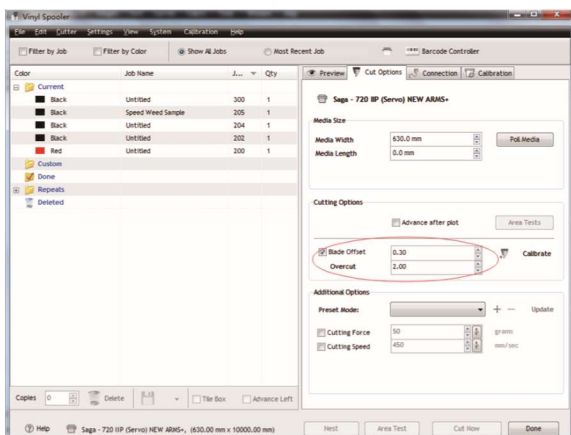 Vinyl Spooler
File Edit Cutter Settings View System Calibration Help
Filter by Job Filter by Color Show All Jobs Most Recent Job Barcode Controller
Color Job Name J... Qty
Current
Black Untitled 300 1
Black Speed Weed Sample 205 1
Black Untitled 204 1
Black Untitled 202 1
Red Untitled 200 1
Custom
Done
Repeats
Deleted
Copies 0 Delete Tile Box Advance Left
Preview Cut Options Connection Calibration
Saga - 720 IIP (Servo) NEW ARMS+
Media Size
Media Width 630.0 mm Poll Media
Media Length 0.0 mm
Cutting Options
Advance after plot Area Tests
Blade Offset 0.30 Calibrate
Overcut 2.00
Additional Options
Preset Mode: Update
Cutting Force 50 grams
Cutting Speed 450 mm/sec
Help Saga - 720 IIP (Servo) NEW ARMS+, (630.00 mm x 10000.00 mm) Nest Area Test Cut Now Done